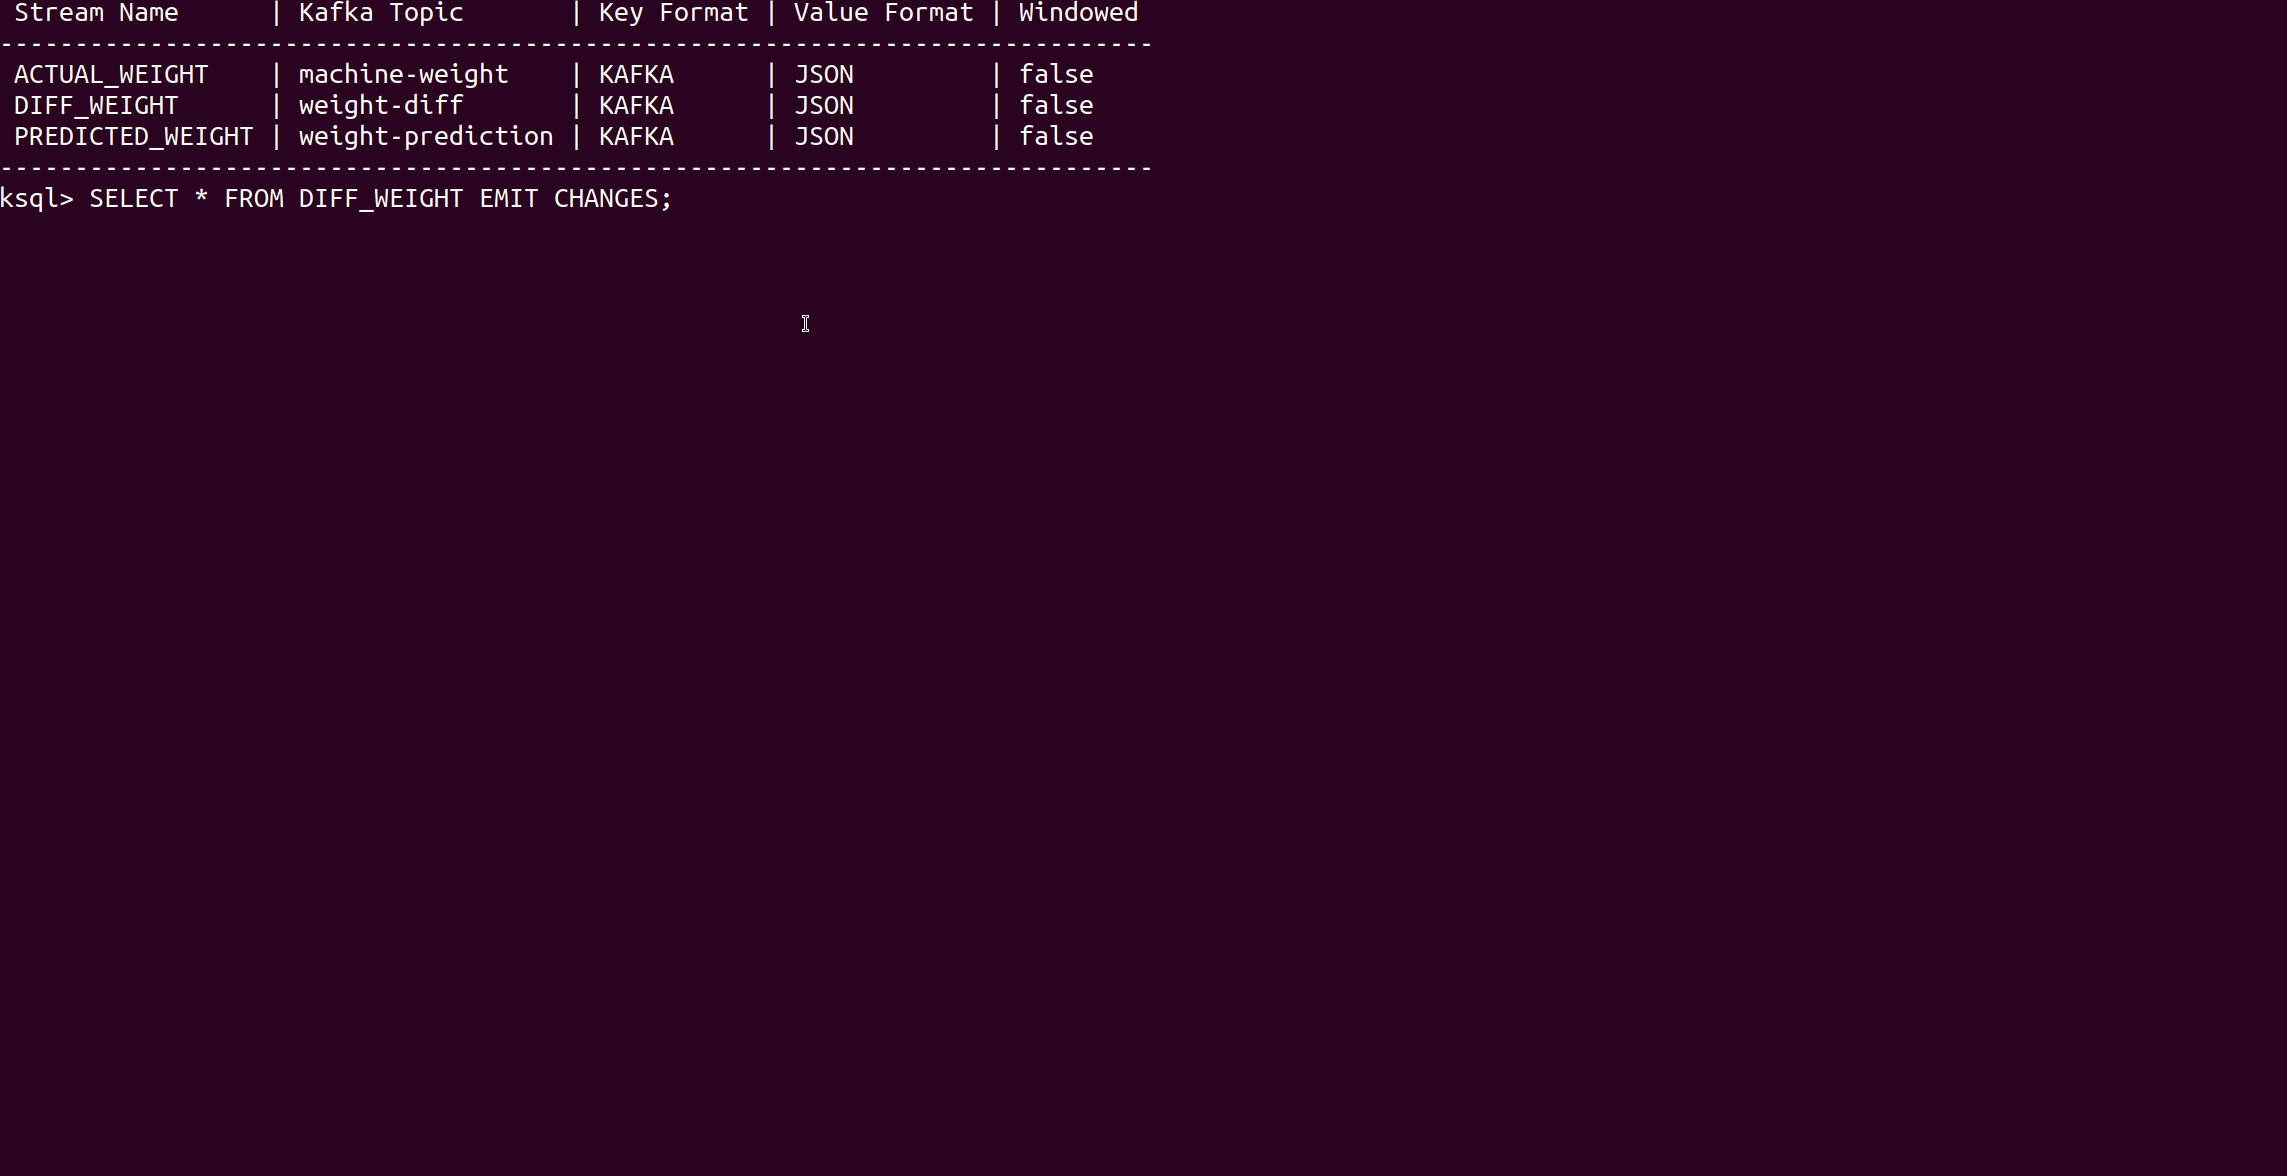 Stream Name      | Kafka Topic       | Key Format | Value Format | Windowed
-----------------------------------------------------------------------------
ACTUAL_WEIGHT    | machine-weight    | KAFKA      | JSON         | false
DIFF_WEIGHT      | weight-diff       | KAFKA      | JSON         | false
PREDICTED_WEIGHT | weight-prediction | KAFKA      | JSON         | false
-----------------------------------------------------------------------------
ksql> SELECT * FROM DIFF_WEIGHT EMIT CHANGES;